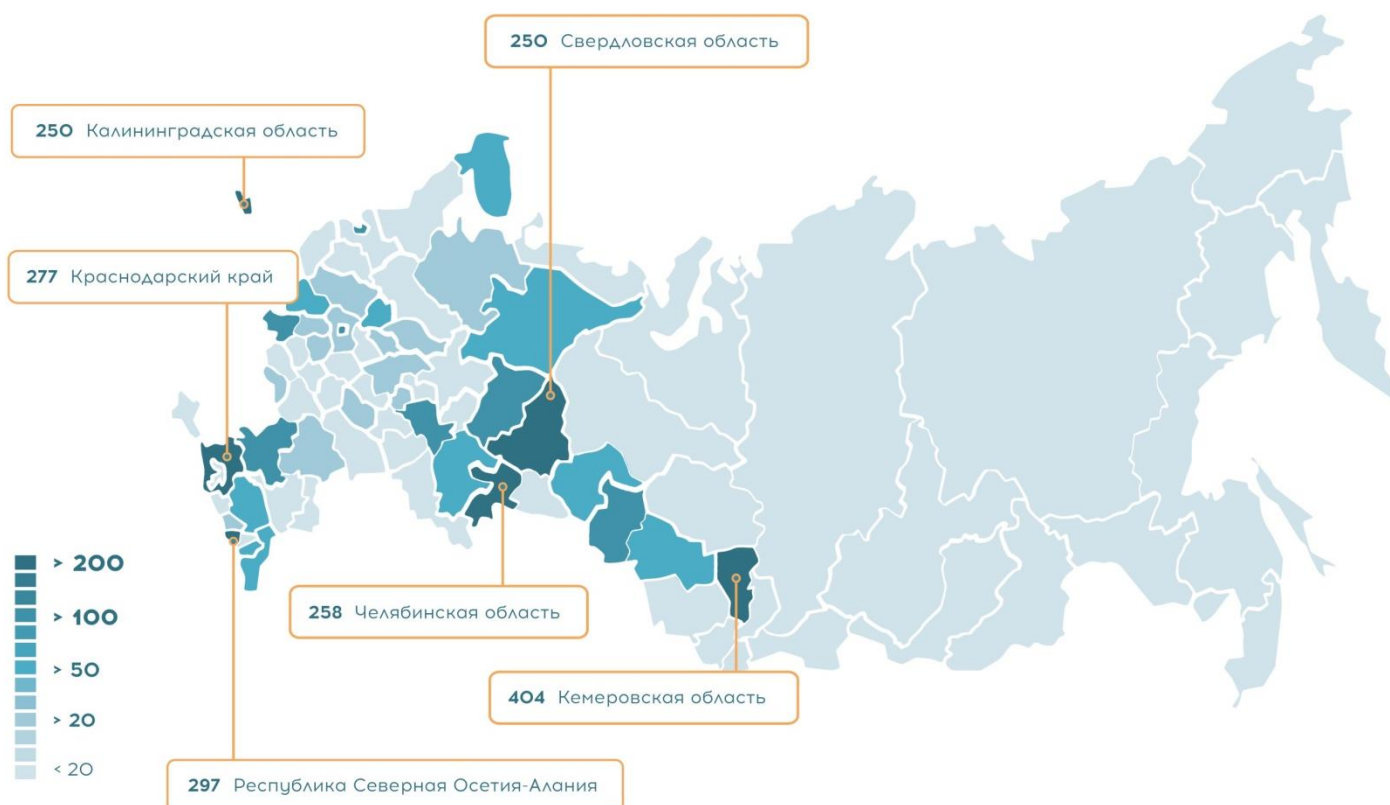 250 Свердловская область
250 Калининградская область
277 Краснодарский край
> 200
> 100
> 50
> 20
< 20
258 Челябинская область
404 Кемеровская область
297 Республика Северная Осетия-Алания